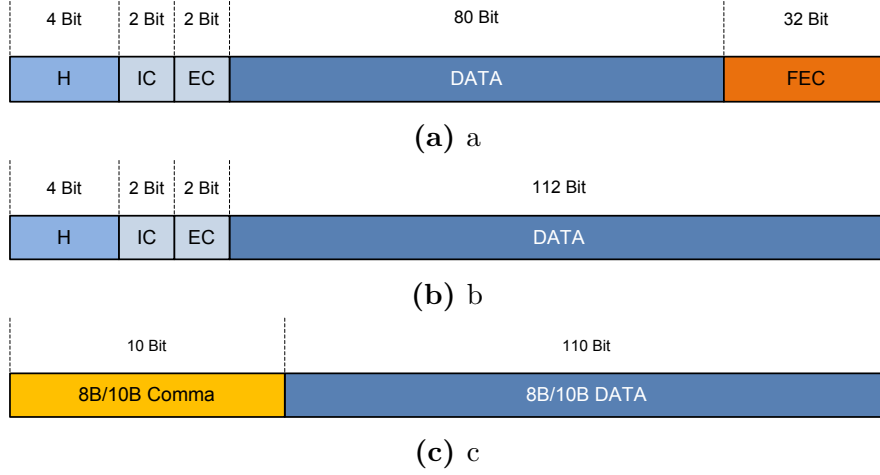 4 Bit 2 Bit 2 Bit 80 Bit 32 Bit
H IC EC DATA FEC
(a) a
4 Bit 2 Bit 2 Bit 112 Bit
H IC EC DATA
(b) b
10 Bit 110 Bit
8B/10B Comma 8B/10B DATA
(c) c